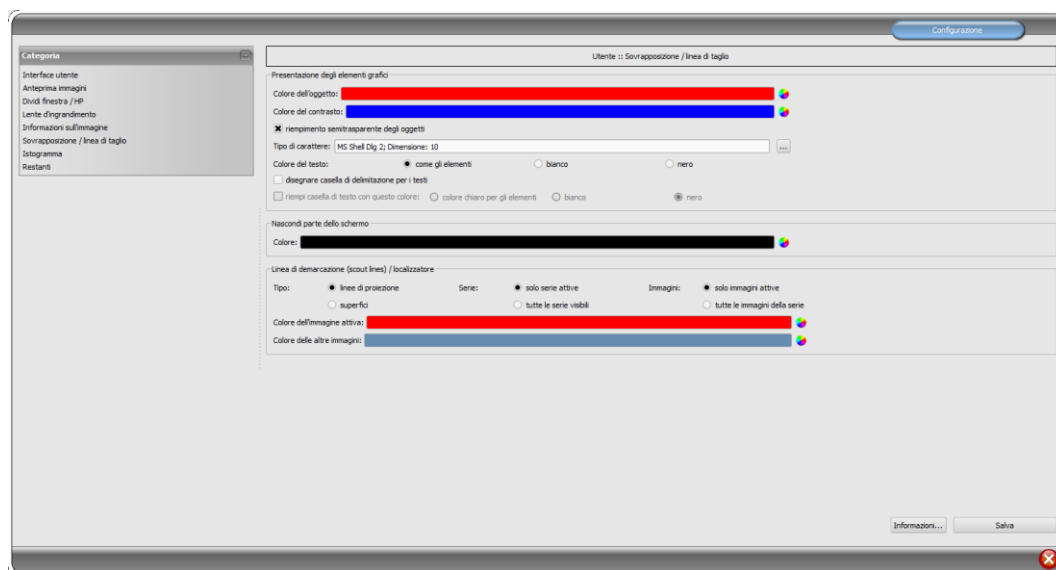 Configurazione
Categoria
Interface utente
Anteprima immagini
Dividi finestra / HP
Lente d'ingrandimento
Informazioni sull'immagine
Sovrapposizione / linea di taglio
Istogramma
Restanti
Utente :: Sovrapposizione / linea di taglio
Presentazione degli elementi grafici
Colore dell'oggetto:
Colore del contrasto:
riempimento semitrasparente degli oggetti
Tipo di carattere: MS Shell Dlg 2; Dimensione: 10 ...
Colore del testo: come gli elementi bianco nero
disegnare casella di delimitazione per i testi
riempi casella di testo con questo colore: colore chiaro per gli elementi bianco nero
Nascondi parte dello schermo
Colore:
Linea di demarcazione (scout lines) / localizzatore
Tipo: linee di proiezione Serie: solo serie attive Immagini: solo immagini attive
superfici tutte le serie visibili tutte le immagini della serie
Colore dell'immagine attiva:
Colore delle altre immagini:
Informazioni... Salva